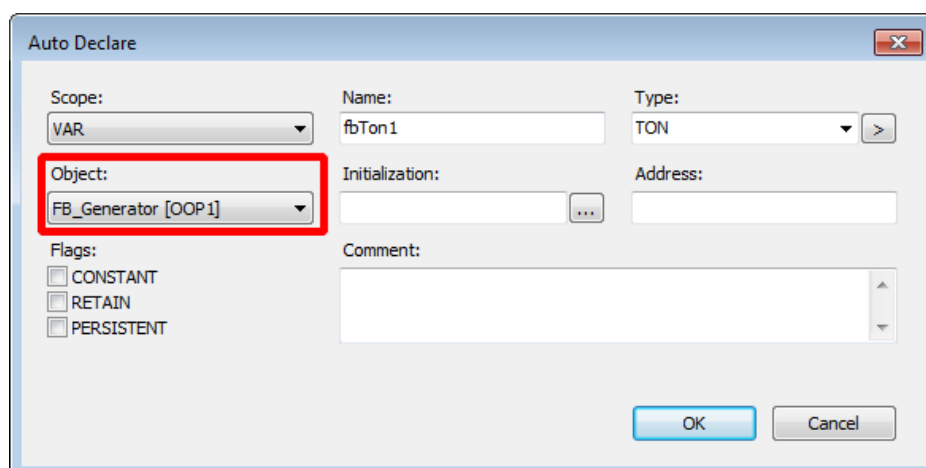 Auto Declare
Scope: Name: Type:
VAR fbTon1 TON >
Object: Initialization: Address:
FB_Generator [OOP1] ...
Flags: Comment:
CONSTANT
RETAIN
PERSISTENT
OK Cancel